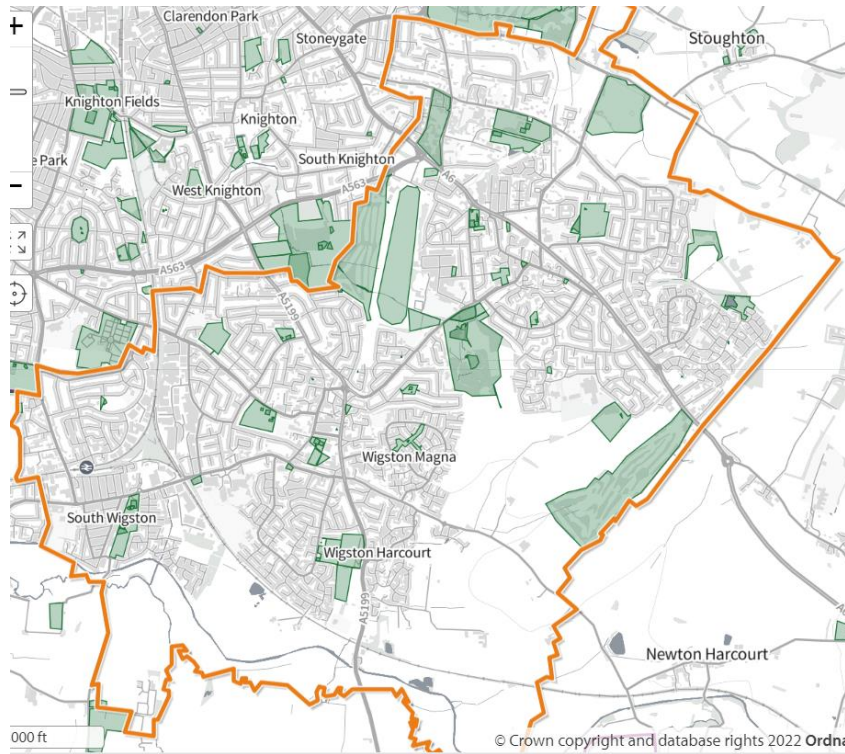 +
Clarendon Park
Stoneygate
Stoughton
Knighton Fields
Knighton
e Park
South Knighton
West Knighton
A563
A6
A563
A5199
Wigston Magna
South Wigston
Wigston Harcourt
A5199
Newton Harcourt
000 ft
© Crown copyright and database rights 2022 Ordna